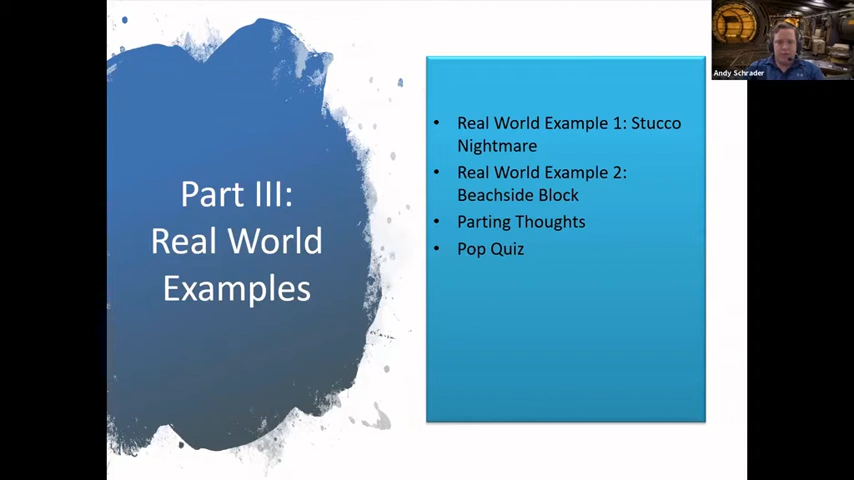 Part III:
Real World
Examples
• Real World Example 1: Stucco
Nightmare
• Real World Example 2:
Beachside Block
• Parting Thoughts
• Pop Quiz
Andy Schrader